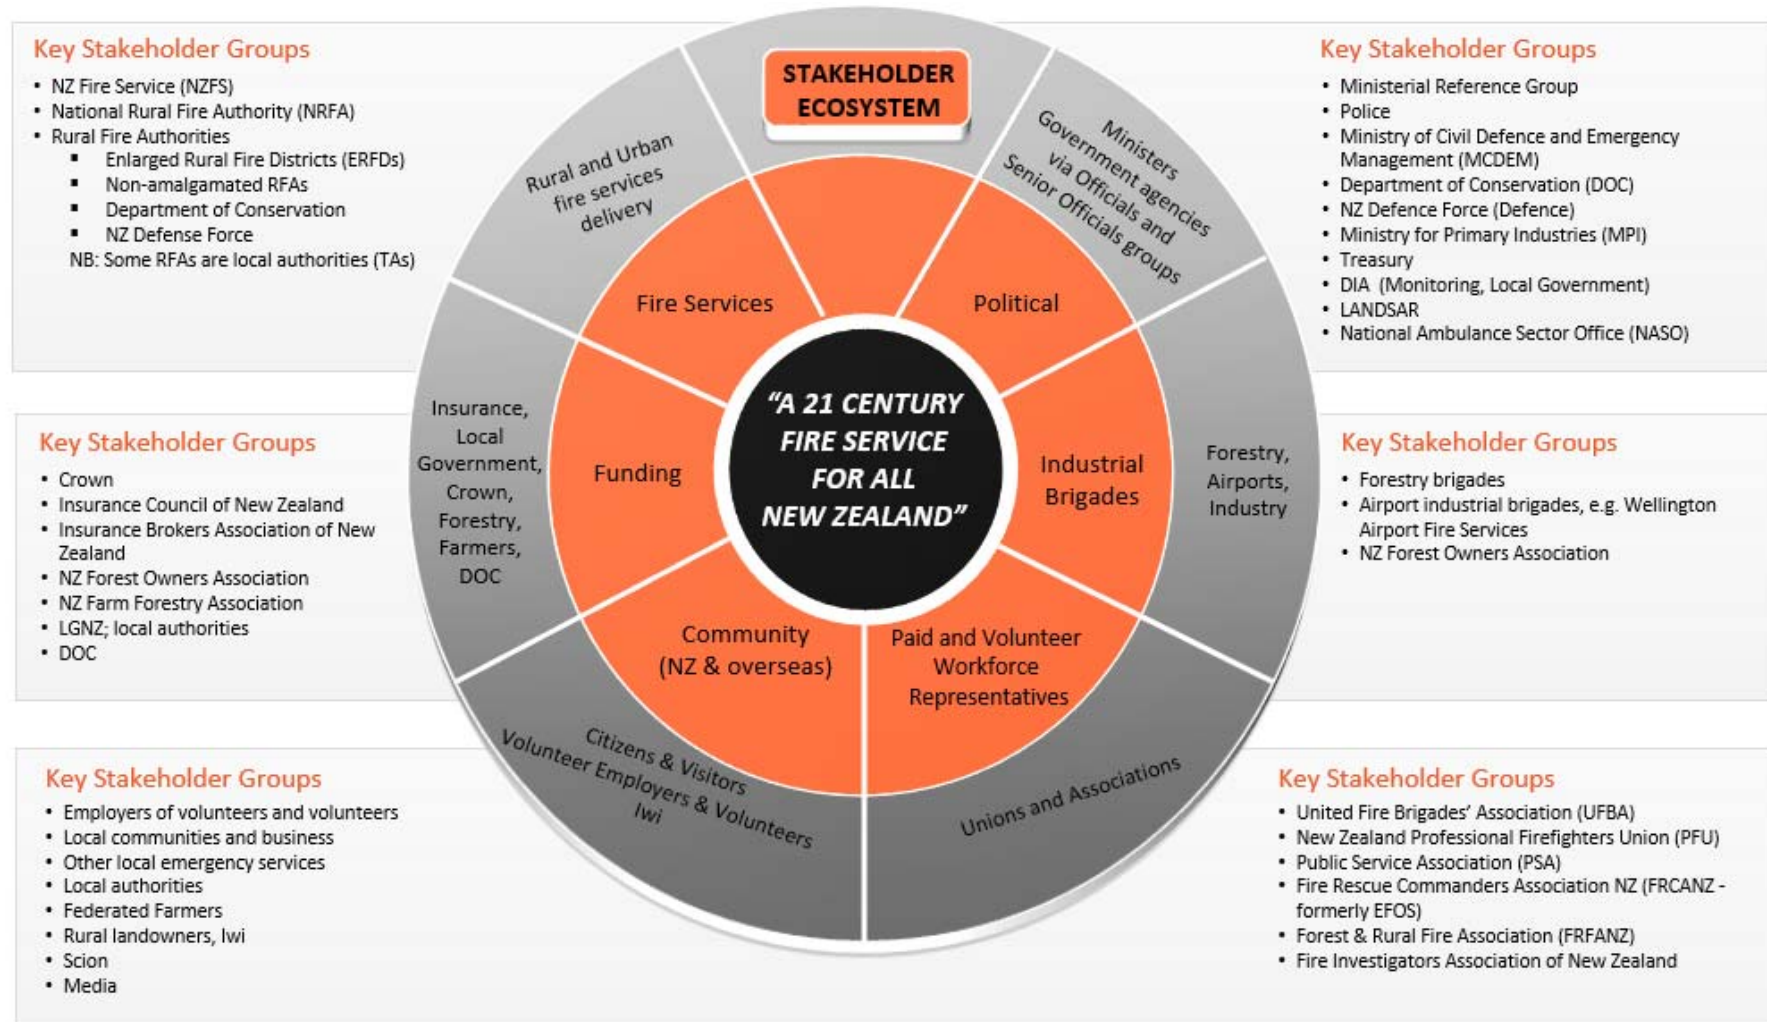 Key Stakeholder Groups
• NZ Fire Service (NZFS)
• National Rural Fire Authority (NRFA)
• Rural Fire Authorities
▪ Enlarged Rural Fire Districts (ERFDs)
▪ Non-amalgamated RFAs
▪ Department of Conservation
▪ NZ Defense Force
NB: Some RFAs are local authorities (TAs)
Key Stakeholder Groups
• Crown
• Insurance Council of New Zealand
• Insurance Brokers Association of New
Zealand
• NZ Forest Owners Association
• NZ Farm Forestry Association
• LGNZ; local authorities
• DOC
Key Stakeholder Groups
• Employers of volunteers and volunteers
• Local communities and business
• Other local emergency services
• Local authorities
• Federated Farmers
• Rural landowners, Iwi
• Scion
• Media
STAKEHOLDER
ECOSYSTEM
Rural and Urban
fire services
delivery
Ministers
Government agencies
via Officials and
Senior Officials groups
Fire Services
Political
Insurance,
Local
Government,
Crown,
Forestry,
Farmers,
DOC
Funding
"A 21 CENTURY
FIRE SERVICE
FOR ALL
NEW ZEALAND"
Industrial
Brigades
Forestry,
Airports,
Industry
Community
(NZ & overseas)
Paid and Volunteer
Workforce
Representatives
Citizens & Visitors
Volunteer Employers & Volunteers
Iwi
Unions and Associations
Key Stakeholder Groups
• Ministerial Reference Group
• Police
• Ministry of Civil Defence and Emergency
Management (MCDEM)
• Department of Conservation (DOC)
• NZ Defence Force (Defence)
• Ministry for Primary Industries (MPI)
• Treasury
• DIA (Monitoring, Local Government)
• LANDSAR
• National Ambulance Sector Office (NASO)
Key Stakeholder Groups
• Forestry brigades
• Airport industrial brigades, e.g. Wellington
Airport Fire Services
• NZ Forest Owners Association
Key Stakeholder Groups
• United Fire Brigades' Association (UFBA)
• New Zealand Professional Firefighters Union (PFU)
• Public Service Association (PSA)
• Fire Rescue Commanders Association NZ (FRCANZ -
formerly EFOS)
• Forest & Rural Fire Association (FRFANZ)
• Fire Investigators Association of New Zealand